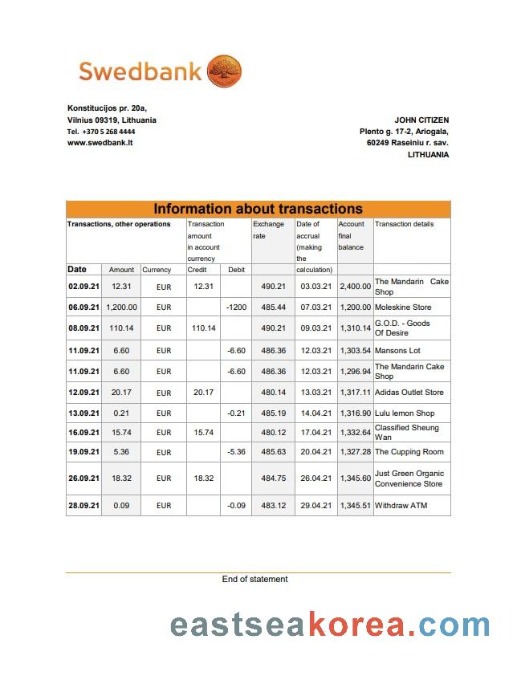 Swedbank
Konstitucijos pr. 20a,
Vilnius 09319, Lithuania
Tel. +370 5 268 4444
www.swedbank.lt
JOHN CITIZEN
Plento g. 17-2, Ariogala,
60249 Raseiniu r. sav.
LITHUANIA
Information about transactions
Transactions, other operations
Transaction
amount
in account
currency
Exchange
rate
Date of
accrual
(making
the
calculation)
Account
final
balance
Transaction details
Date Amount Currency Credit Debit
02.09.21 12.31 EUR 12.31 490.21 03.03.21 2,400.00 The Mandarin Cake
Shop
06.09.21 1,200.00 EUR -1200 485.44 07.03.21 1,200.00 Moleskine Store
08.09.21 110.14 EUR 110.14 490.21 09.03.21 1,310.14 G.O.D. - Goods
Of Desire
11.09.21 6.60 EUR -6.60 486.36 12.03.21 1,303.54 Mansons Lot
11.09.21 6.60 EUR -6.60 486.36 12.03.21 1,296.94 The Mandarin Cake
Shop
12.09.21 20.17 EUR 20.17 480.14 13.03.21 1,317.11 Adidas Outlet Store
13.09.21 0.21 EUR -0.21 485.19 14.04.21 1,316.90 Lulu lemon Shop
16.09.21 15.74 EUR 15.74 480.12 17.04.21 1,332.64 Classified Sheung
Wan
19.09.21 5.36 EUR -5.36 485.63 20.04.21 1,327.28 The Cupping Room
26.09.21 18.32 EUR 18.32 484.75 26.04.21 1,345.60 Just Green Organic
Convenience Store
28.09.21 0.09 EUR -0.09 483.12 29.04.21 1,345.51 Withdraw ATM
End of statement
eastseakorea.com